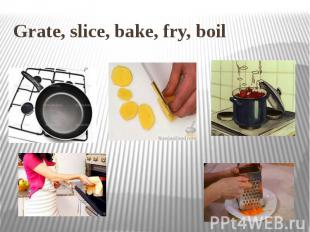 Grate, slice, bake, fry, boil
PPt4WEB.ru